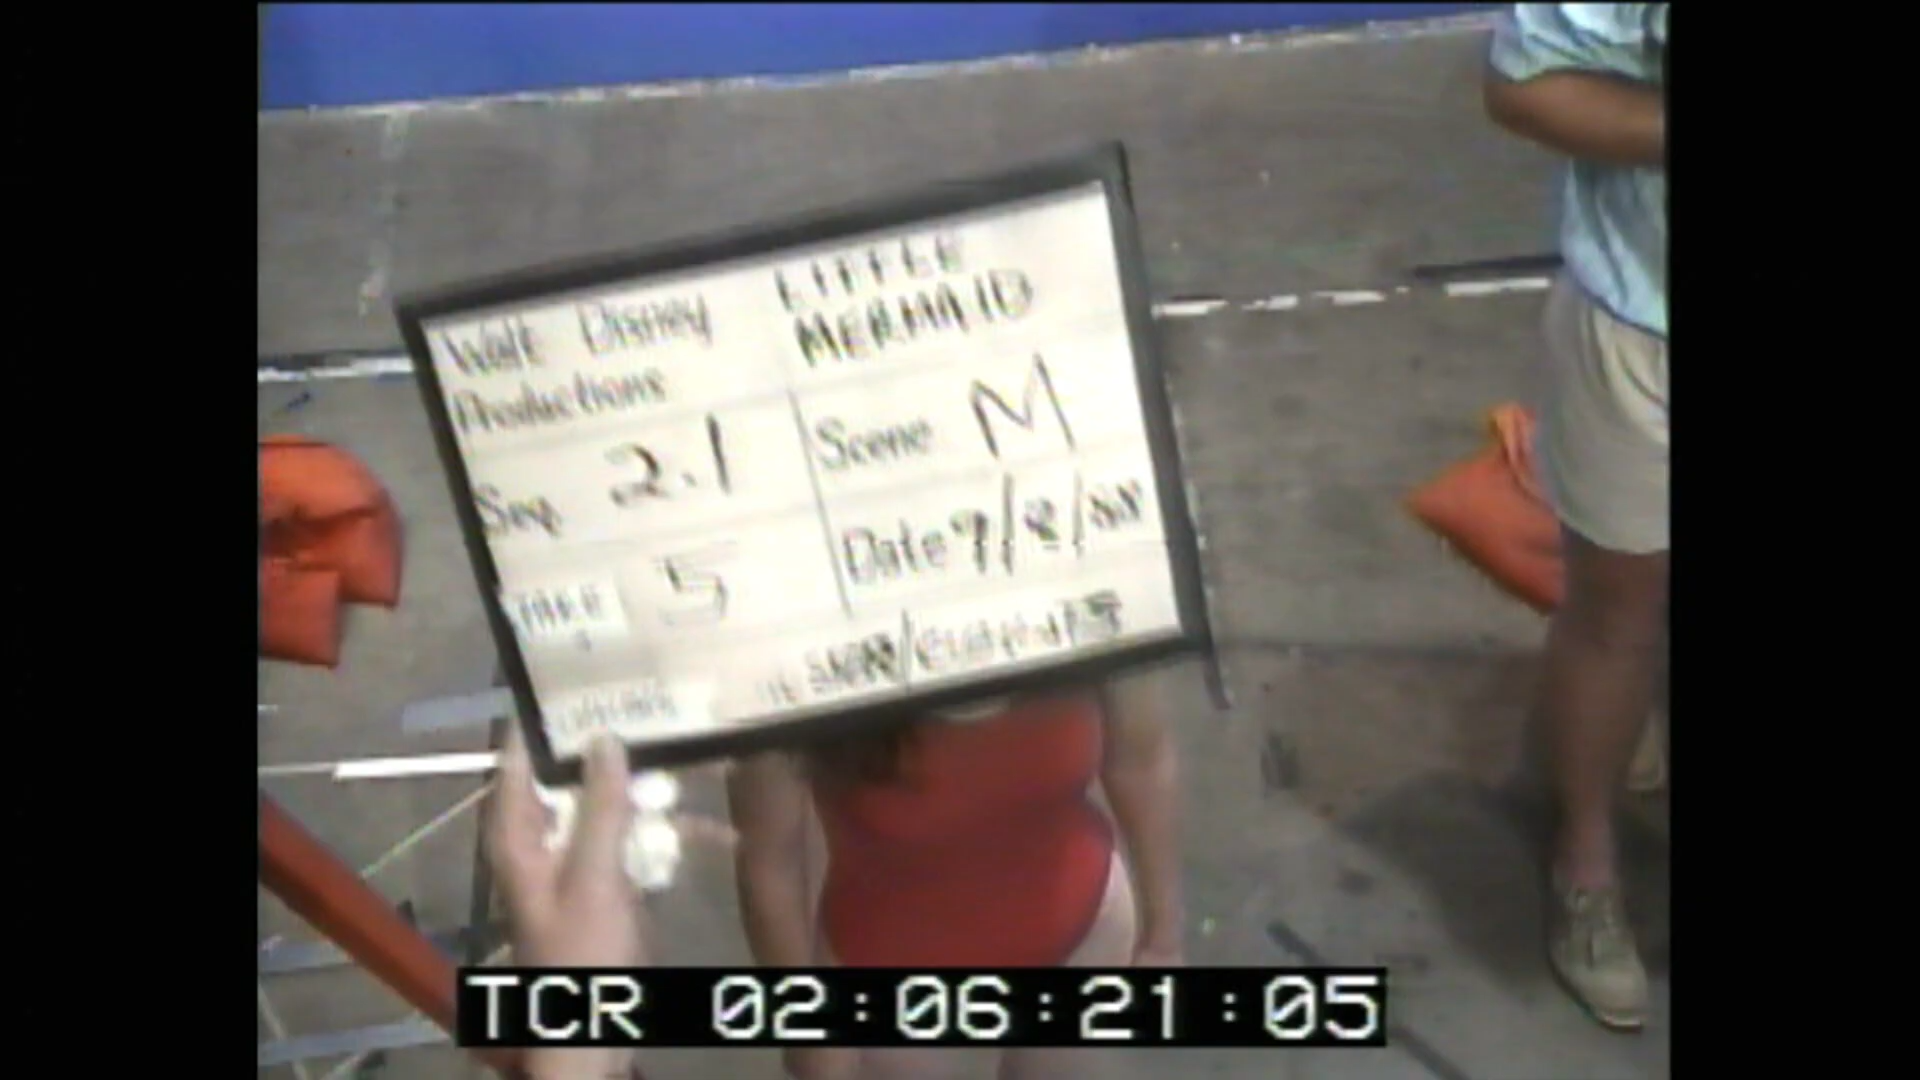 Walt Disney
Productions
LITTLE
MERMAID
Seq 2.1
Scene M
TAKE 5
Date 9/8/88
TCR 02:06:21:05